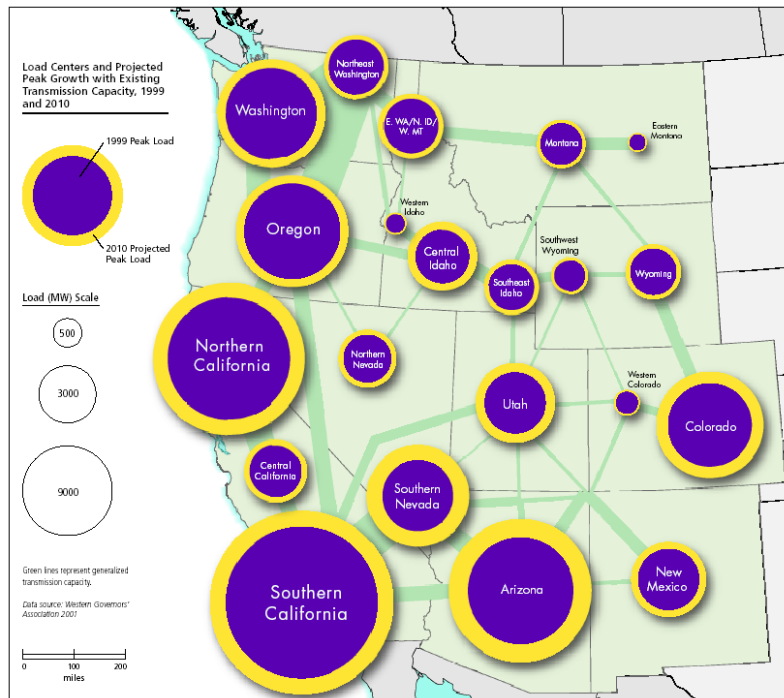 Load Centers and Projected
Peak Growth with Existing
Transmission Capacity, 1999
and 2010
1999 Peak Load
2010 Projected
Peak Load
Load (MW) Scale
500
3000
9000
Green lines represent generalized
transmission capacity.
Data source: Western Governors'
Association 2001
0
100
200
miles
Northeast
Washington
Washington
E. WA/N. ID/
W. MT
Montana
Eastern
Montana
Western
Idaho
Oregon
Central
Idaho
Southwest
Wyoming
Southeast
Idaho
Wyoming
Northern
California
Northern
Nevada
Utah
Western
Colorado
Colorado
Central
California
Southern
Nevada
Southern
California
Arizona
New
Mexico